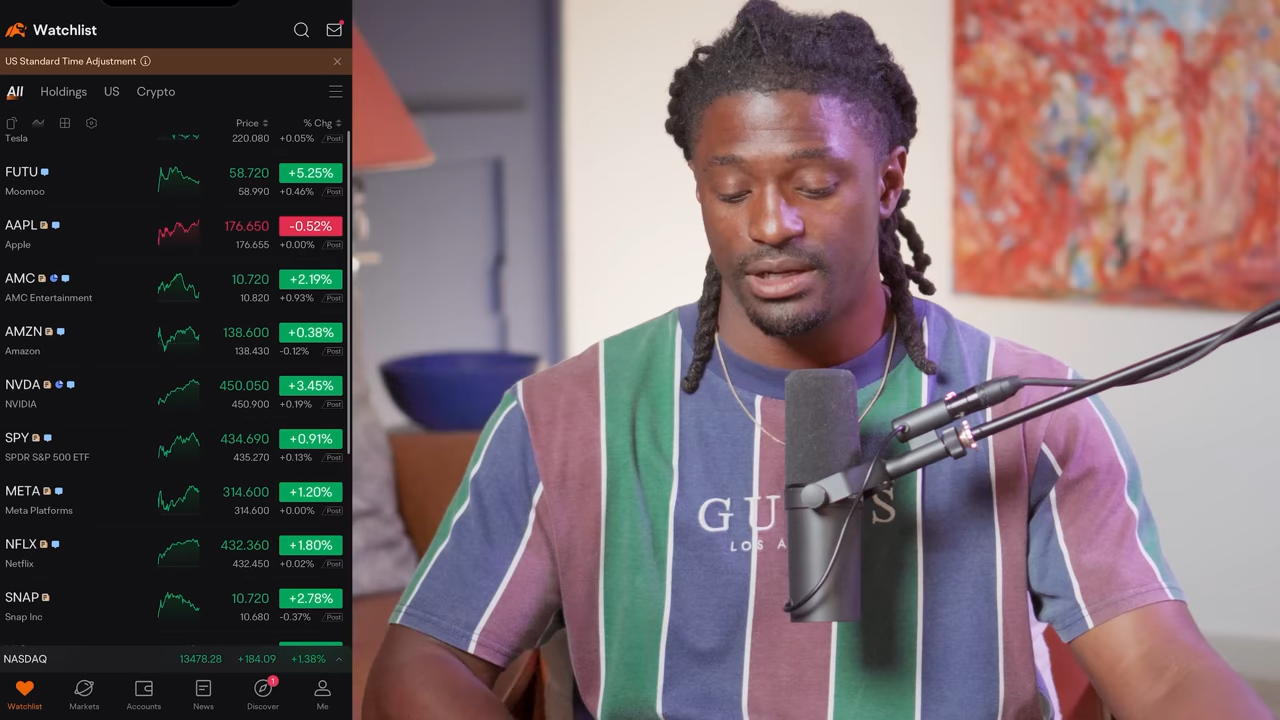 Watchlist
US Standard Time Adjustment
All Holdings US Crypto
Price % Chg
Tesla 220.080 +0.05% Post
FUTU 58.720 +5.25%
Moomoo 58.990 +0.46% Post
AAPL 176.650 -0.52%
Apple 176.655 +0.00% Post
AMC 10.720 +2.19%
AMC Entertainment 10.820 +0.93% Post
AMZN 138.600 +0.38%
Amazon 138.430 -0.12% Post
NVDA 450.050 +3.45%
NVIDIA 450.900 +0.19% Post
SPY 434.690 +0.91%
SPDR S&P 500 ETF 435.270 +0.13% Post
META 314.600 +1.20%
Meta Platforms 314.600 +0.00% Post
NFLX 432.360 +1.80%
Netflix 432.450 +0.02% Post
SNAP 10.720 +2.78%
Snap Inc 10.680 -0.37% Post
NASDAQ 13478.28 +184.09 +1.38%
1
Watchlist Markets Accounts News Discover Me
GU S
LOS A